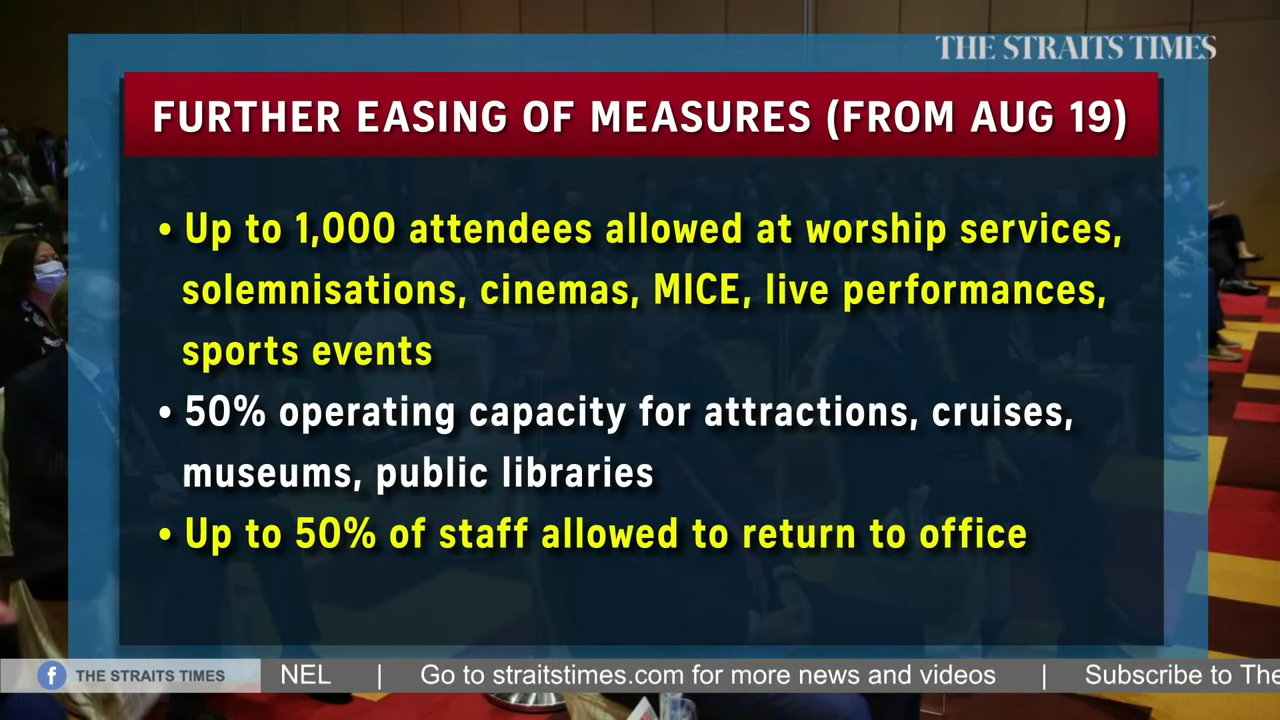 THE STRAITS TIMES
FURTHER EASING OF MEASURES (FROM AUG 19)
• Up to 1,000 attendees allowed at worship services,
solemnisations, cinemas, MICE, live performances,
sports events
• 50% operating capacity for attractions, cruises,
museums, public libraries
• Up to 50% of staff allowed to return to office
f THE STRAITS TIMES NEL | Go to straitstimes.com for more news and videos | Subscribe to The